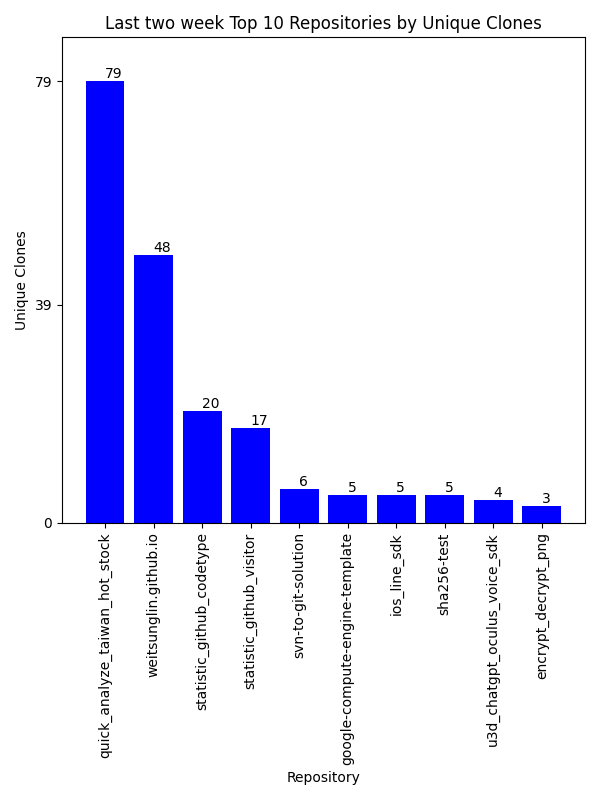 Last two week Top 10 Repositories by Unique Clones
Unique Clones
79
39
0
79
48
20
17
6
5
5
5
4
3
quick_analyze_taiwan_hot_stock
weitsunglin.github.io
statistic_github_codetype
statistic_github_visitor
svn-to-git-solution
google-compute-engine-template
ios_line_sdk
sha256-test
u3d_chatgpt_oculus_voice_sdk
encrypt_decrypt_png
Repository